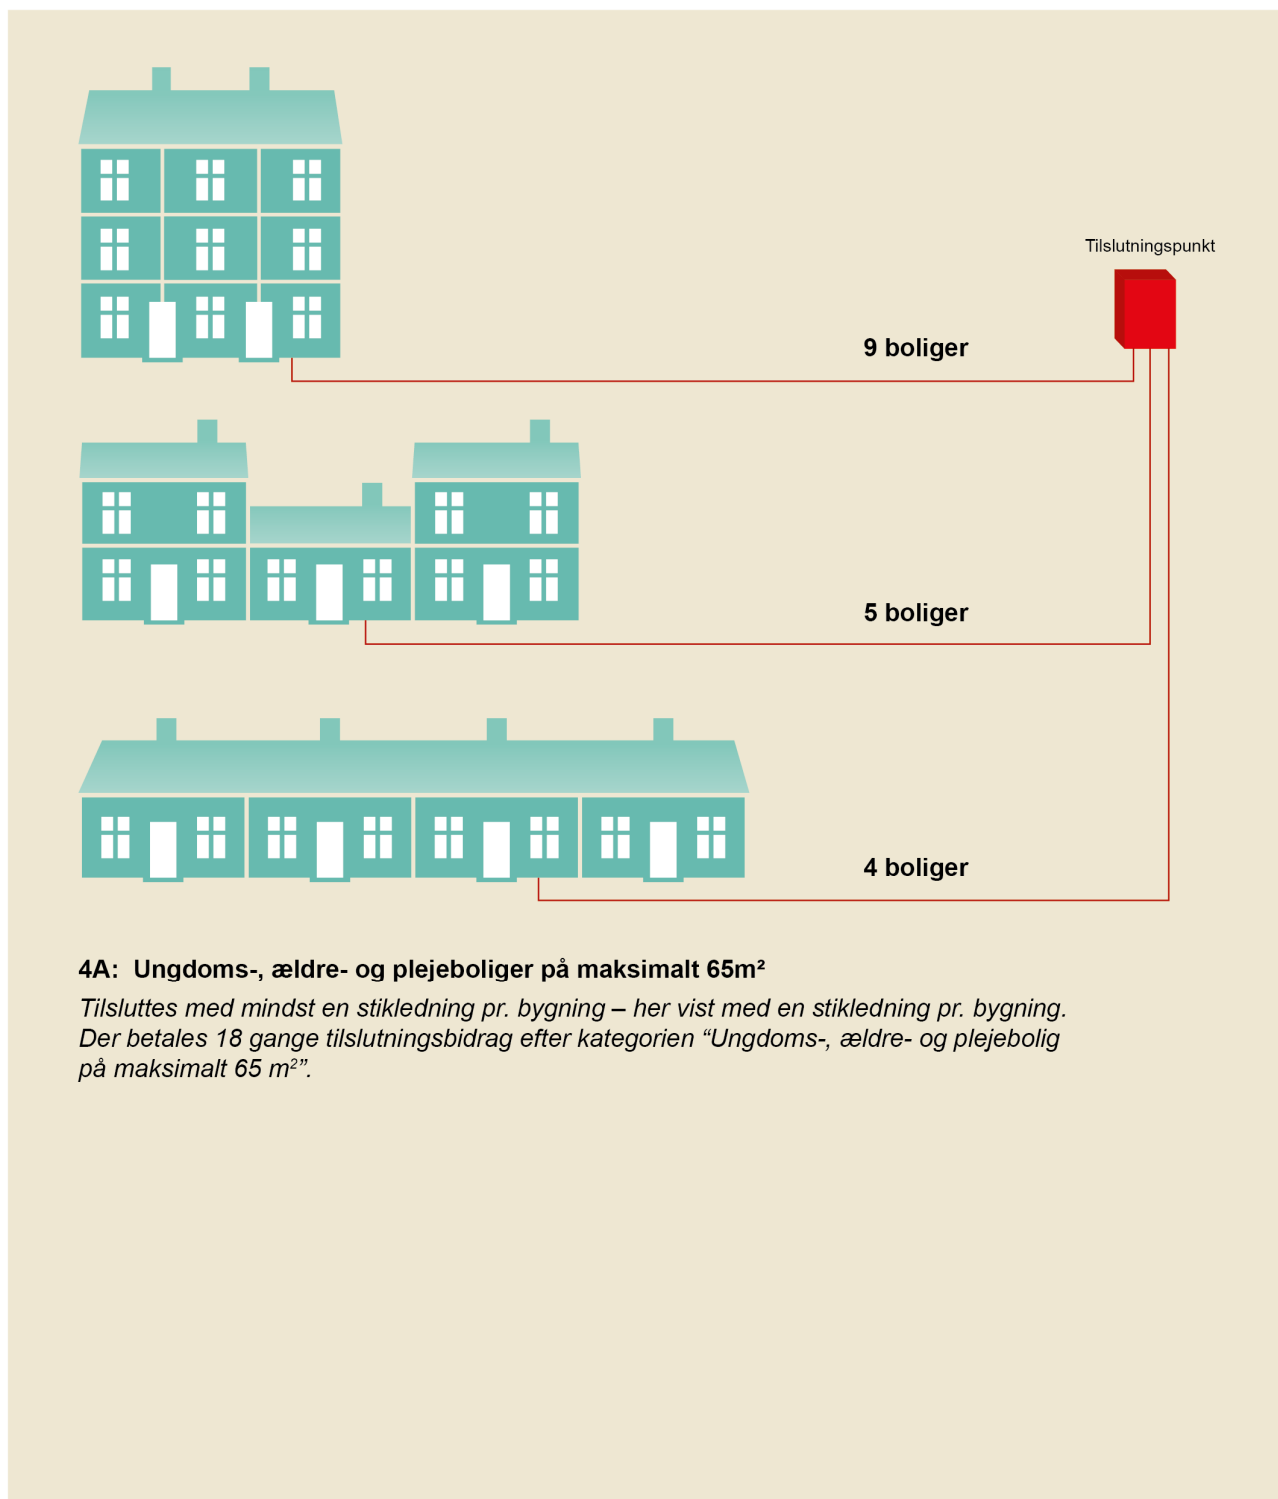 Tilslutningspunkt
9 boliger
5 boliger
4 boliger
4A: Ungdoms-, ældre- og plejeboliger på maksimalt 65m²
Tilsluttes med mindst en stikledning pr. bygning – her vist med en stikledning pr. bygning.
Der betales 18 gange tilslutningsbidrag efter kategorien “Ungdoms-, ældre- og plejebolig
på maksimalt 65 m²”.